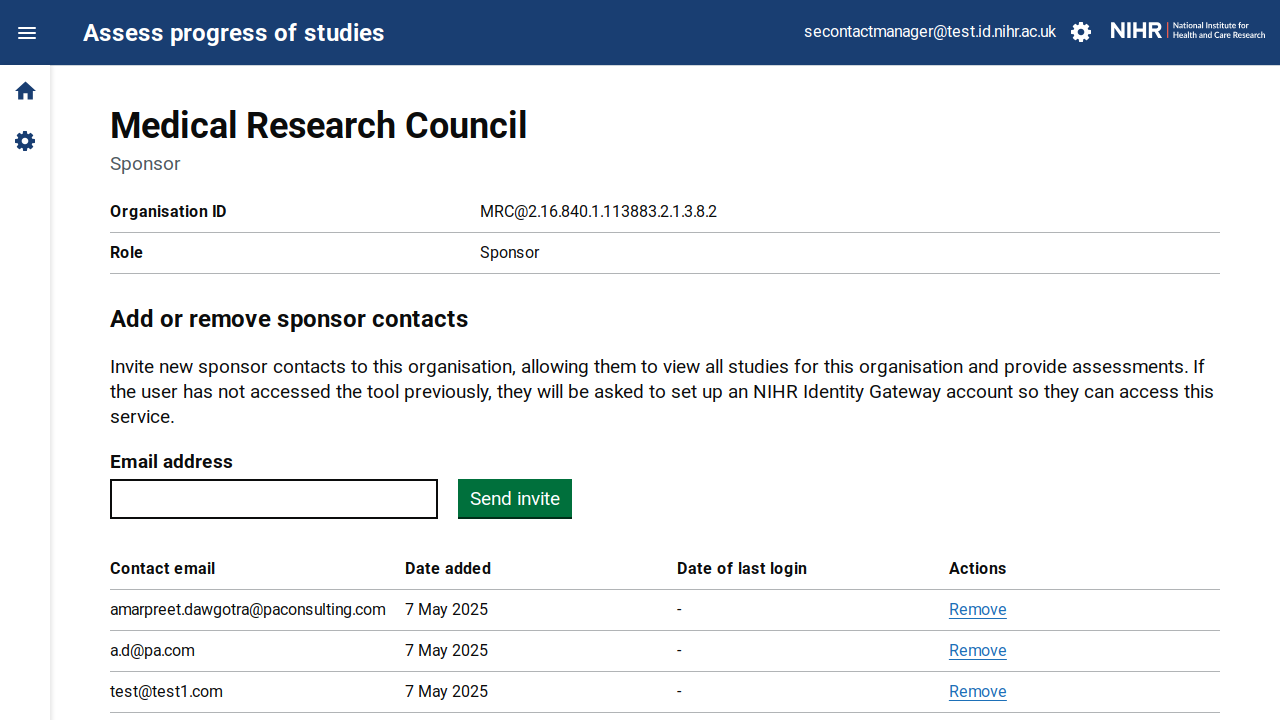 Assess progress of studies
secontactmanager@test.id.nihr.ac.uk
NIHR | National Institute for
Health and Care Research
Medical Research Council
Sponsor
Organisation ID MRC@2.16.840.1.113883.2.1.3.8.2
Role Sponsor
Add or remove sponsor contacts
Invite new sponsor contacts to this organisation, allowing them to view all studies for this organisation and provide assessments. If
the user has not accessed the tool previously, they will be asked to set up an NIHR Identity Gateway account so they can access this
service.
Email address
Send invite
Contact email Date added Date of last login Actions
amarpreet.dawgotra@paconsulting.com 7 May 2025 - Remove
a.d@pa.com 7 May 2025 - Remove
test@test1.com 7 May 2025 - Remove